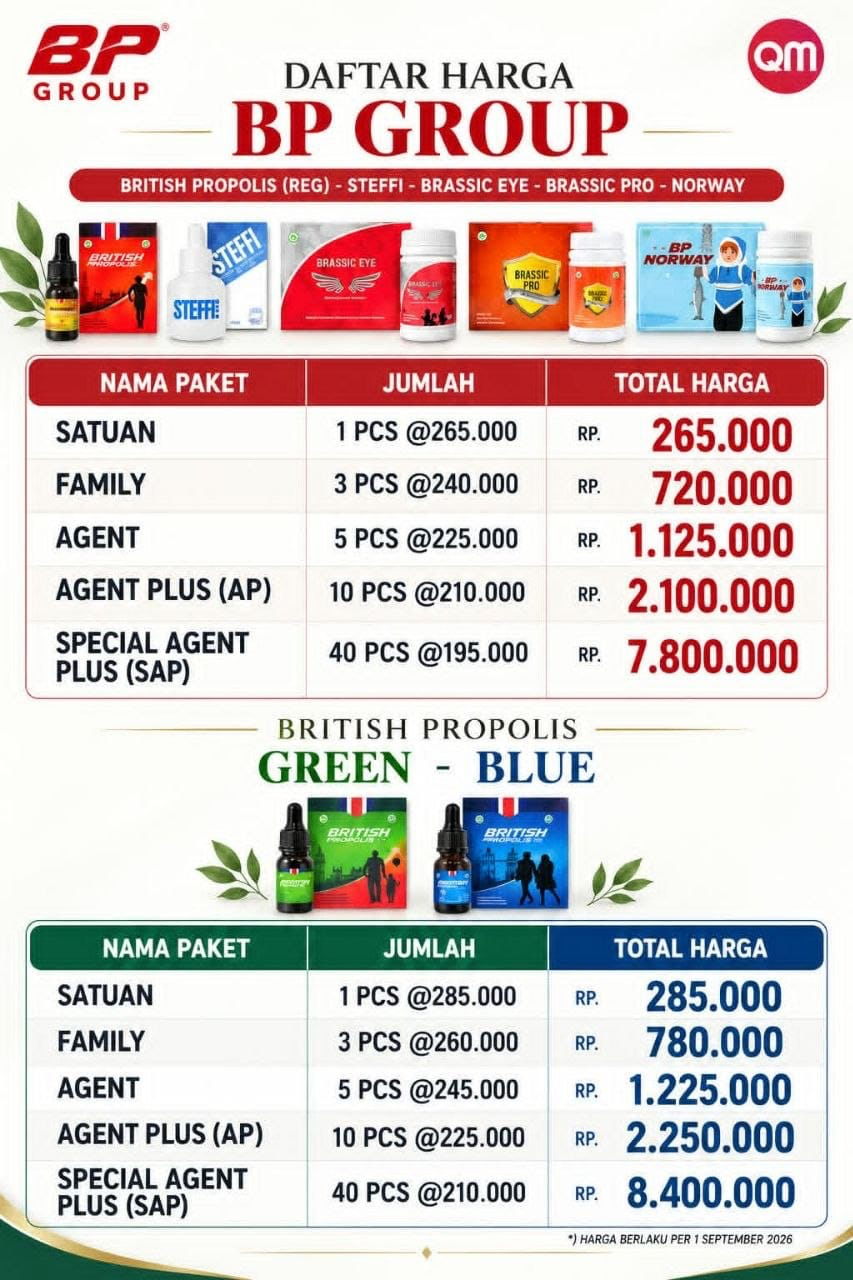 BP®
GROUP
QM
DAFTAR HARGA
BP GROUP
BRITISH PROPOLIS (REG) - STEFFI - BRASSIC EYE - BRASSIC PRO - NORWAY
BRITISH
PROPOLIS
STEFFI
STEFFI
BRASSIC EYE
BRASSIC EYE
BRASSIC
PRO
BRASSIC
PRO
BP
NORWAY
BP
NORWAY
NAMA PAKET JUMLAH TOTAL HARGA
SATUAN 1 PCS @265.000 RP. 265.000
FAMILY 3 PCS @240.000 RP. 720.000
AGENT 5 PCS @225.000 RP. 1.125.000
AGENT PLUS (AP) 10 PCS @210.000 RP. 2.100.000
SPECIAL AGENT
PLUS (SAP) 40 PCS @195.000 RP. 7.800.000
BRITISH PROPOLIS
GREEN - BLUE
BRITISH
PROPOLIS
BRITISH
PROPOLIS
NAMA PAKET JUMLAH TOTAL HARGA
SATUAN 1 PCS @285.000 RP. 285.000
FAMILY 3 PCS @260.000 RP. 780.000
AGENT 5 PCS @245.000 RP. 1.225.000
AGENT PLUS (AP) 10 PCS @225.000 RP. 2.250.000
SPECIAL AGENT
PLUS (SAP) 40 PCS @210.000 RP. 8.400.000
*) HARGA BERLAKU PER 1 SEPTEMBER 2026